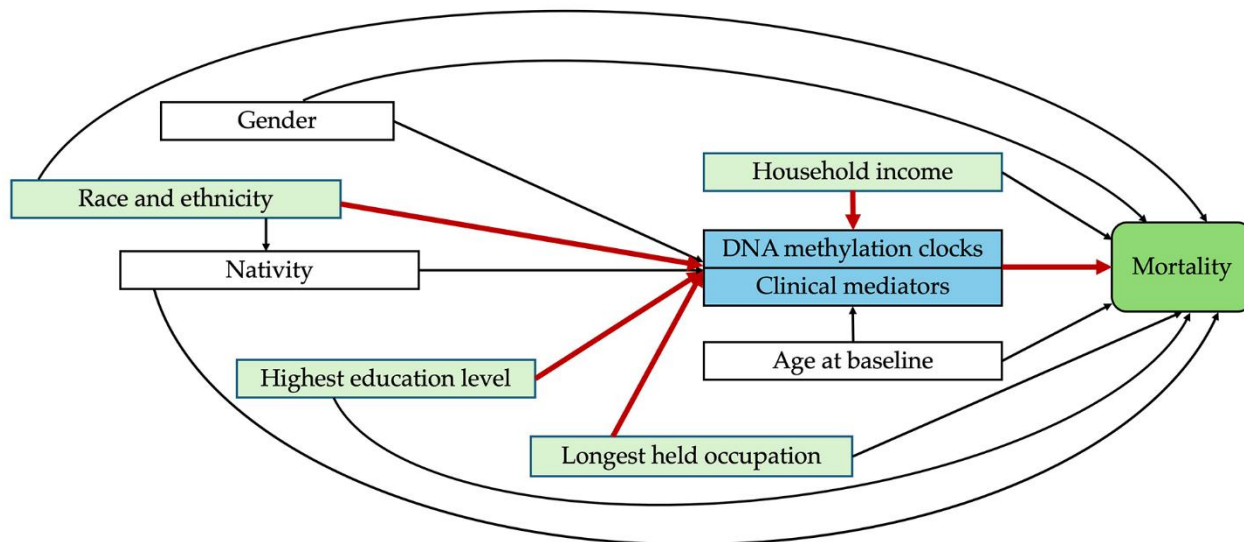 Gender
Race and ethnicity
Nativity
Household income
DNA methylation clocks
Clinical mediators
Mortality
Age at baseline
Highest education level
Longest held occupation